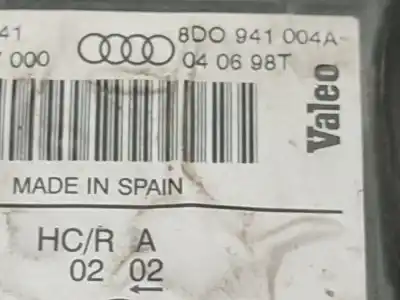 41 8D0 941 004A
000 04 06 98T
Valeo
MADE IN SPAIN
HC/R A
02 02